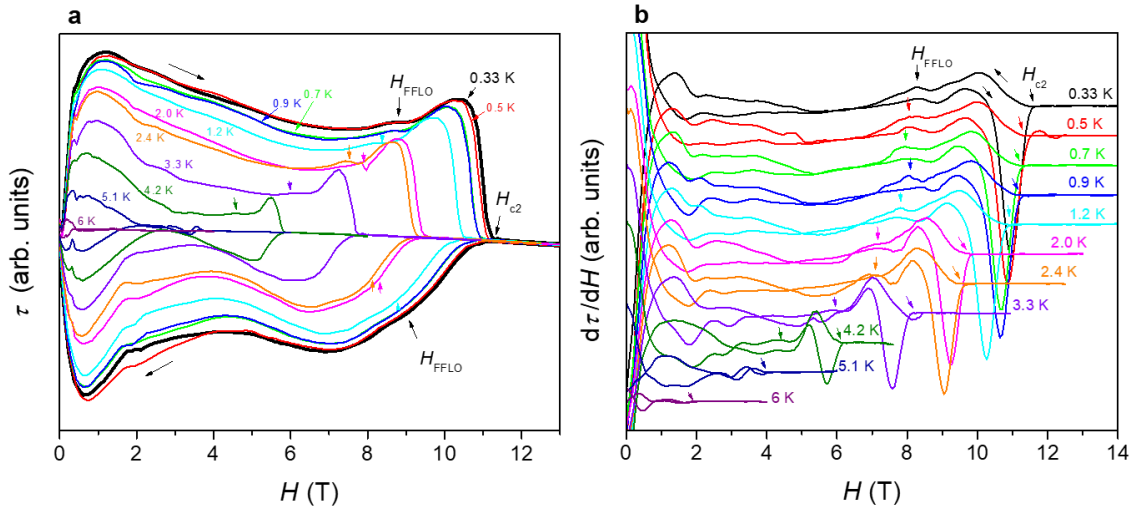 a
τ (arb. units)
H_FFLO
H_c2
0.33 K
0.5 K
0.7 K
0.9 K
1.2 K
2.0 K
2.4 K
3.3 K
4.2 K
5.1 K
6 K
H_c2
H_FFLO
0 2 4 6 8 10 12
H (T)
b
dτ/dH (arb. units)
H_FFLO
H_c2
0.33 K
0.5 K
0.7 K
0.9 K
1.2 K
2.0 K
2.4 K
3.3 K
4.2 K
5.1 K
6 K
0 2 4 6 8 10 12 14
H (T)